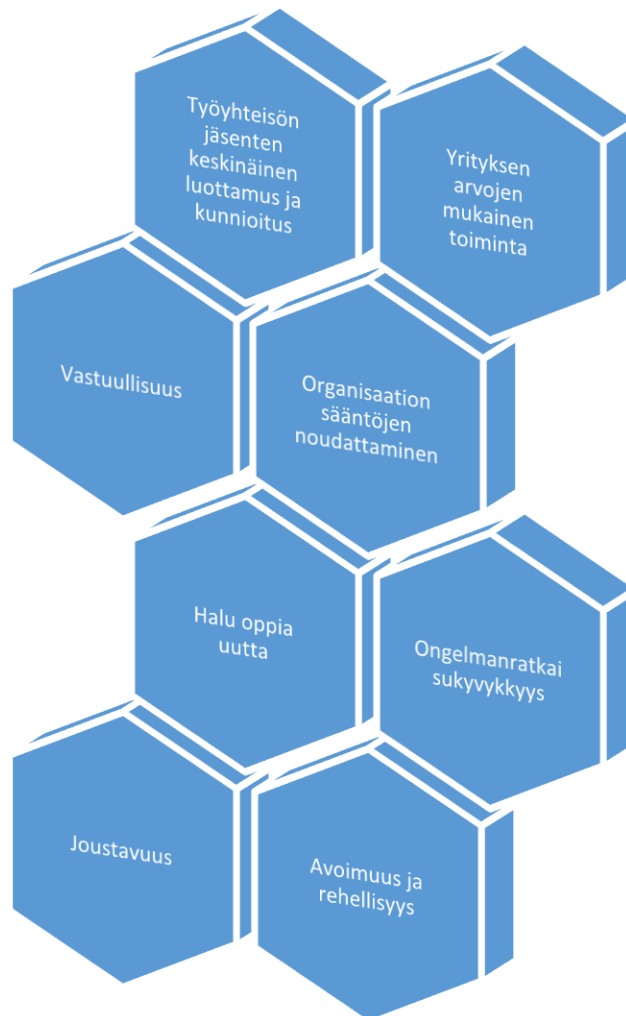 Työyhteisön
jäsenten
keskinäinen
luottamus ja
kunnioitus
Yrityksen
arvojen
mukainen
toiminta
Vastuullisuus
Organisaation
sääntöjen
noudattaminen
Halu oppia
uutta
Ongelmanratkai
sukyvykkyys
Joustavuus
Avoimuus ja
rehellisyys